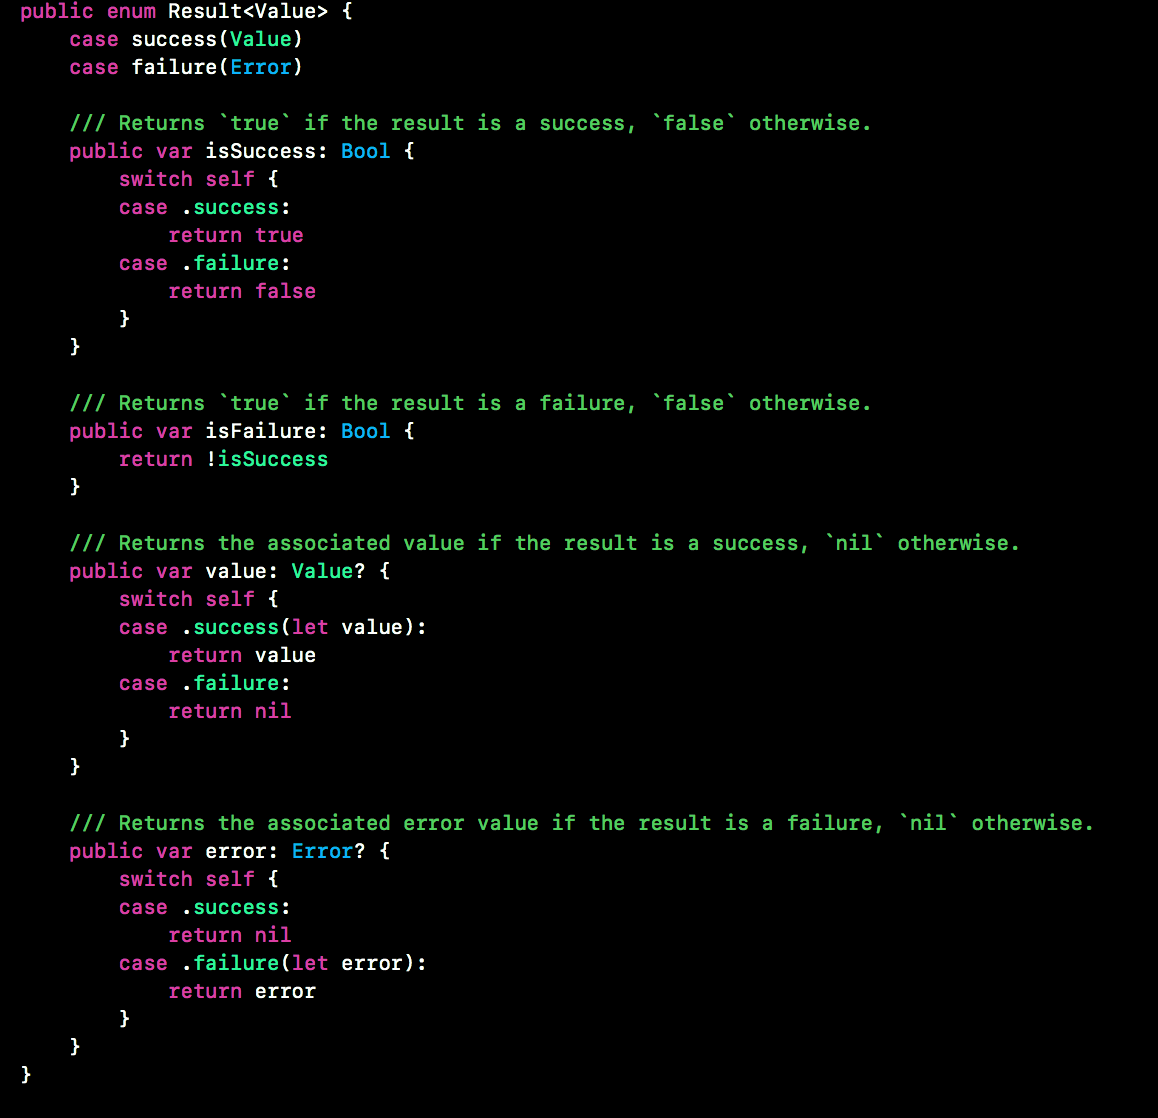 public enum Result<Value> {
    case success(Value)
    case failure(Error)

    /// Returns `true` if the result is a success, `false` otherwise.
    public var isSuccess: Bool {
        switch self {
        case .success:
            return true
        case .failure:
            return false
        }
    }

    /// Returns `true` if the result is a failure, `false` otherwise.
    public var isFailure: Bool {
        return !isSuccess
    }

    /// Returns the associated value if the result is a success, `nil` otherwise.
    public var value: Value? {
        switch self {
        case .success(let value):
            return value
        case .failure:
            return nil
        }
    }

    /// Returns the associated error value if the result is a failure, `nil` otherwise.
    public var error: Error? {
        switch self {
        case .success:
            return nil
        case .failure(let error):
            return error
        }
    }
}